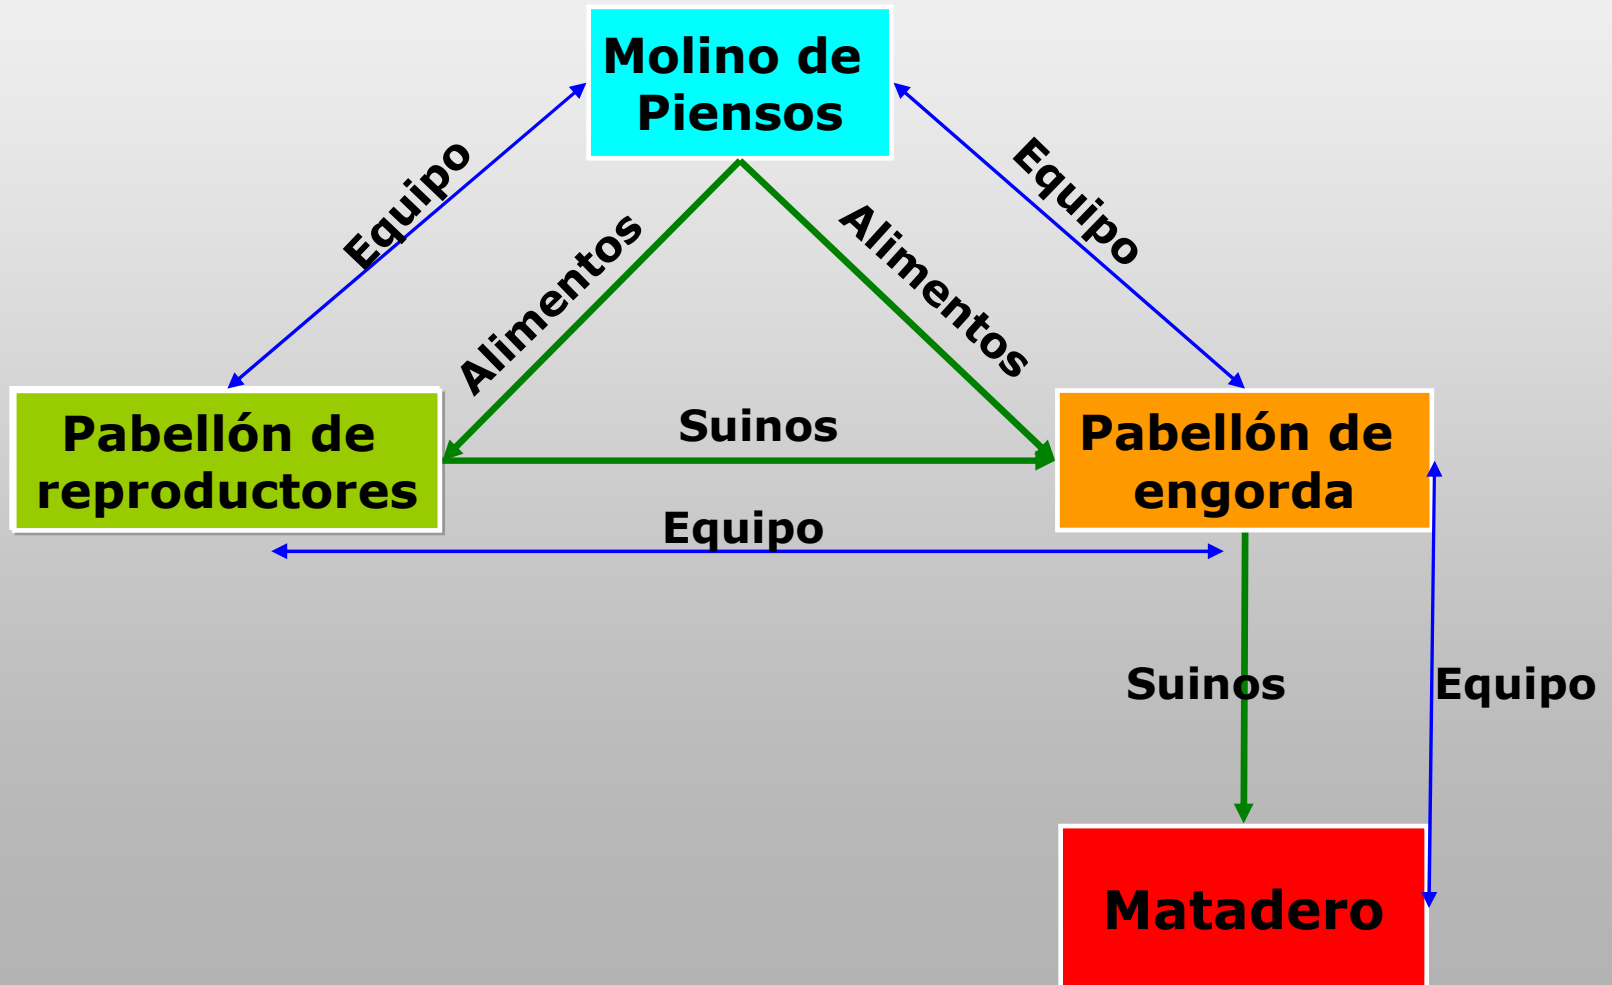 Molino de
Piensos
Equipo
Equipo
Alimentos
Alimentos
Pabellón de
reproductores
Suinos
Pabellón de
engorda
Equipo
Suinos
Equipo
Matadero